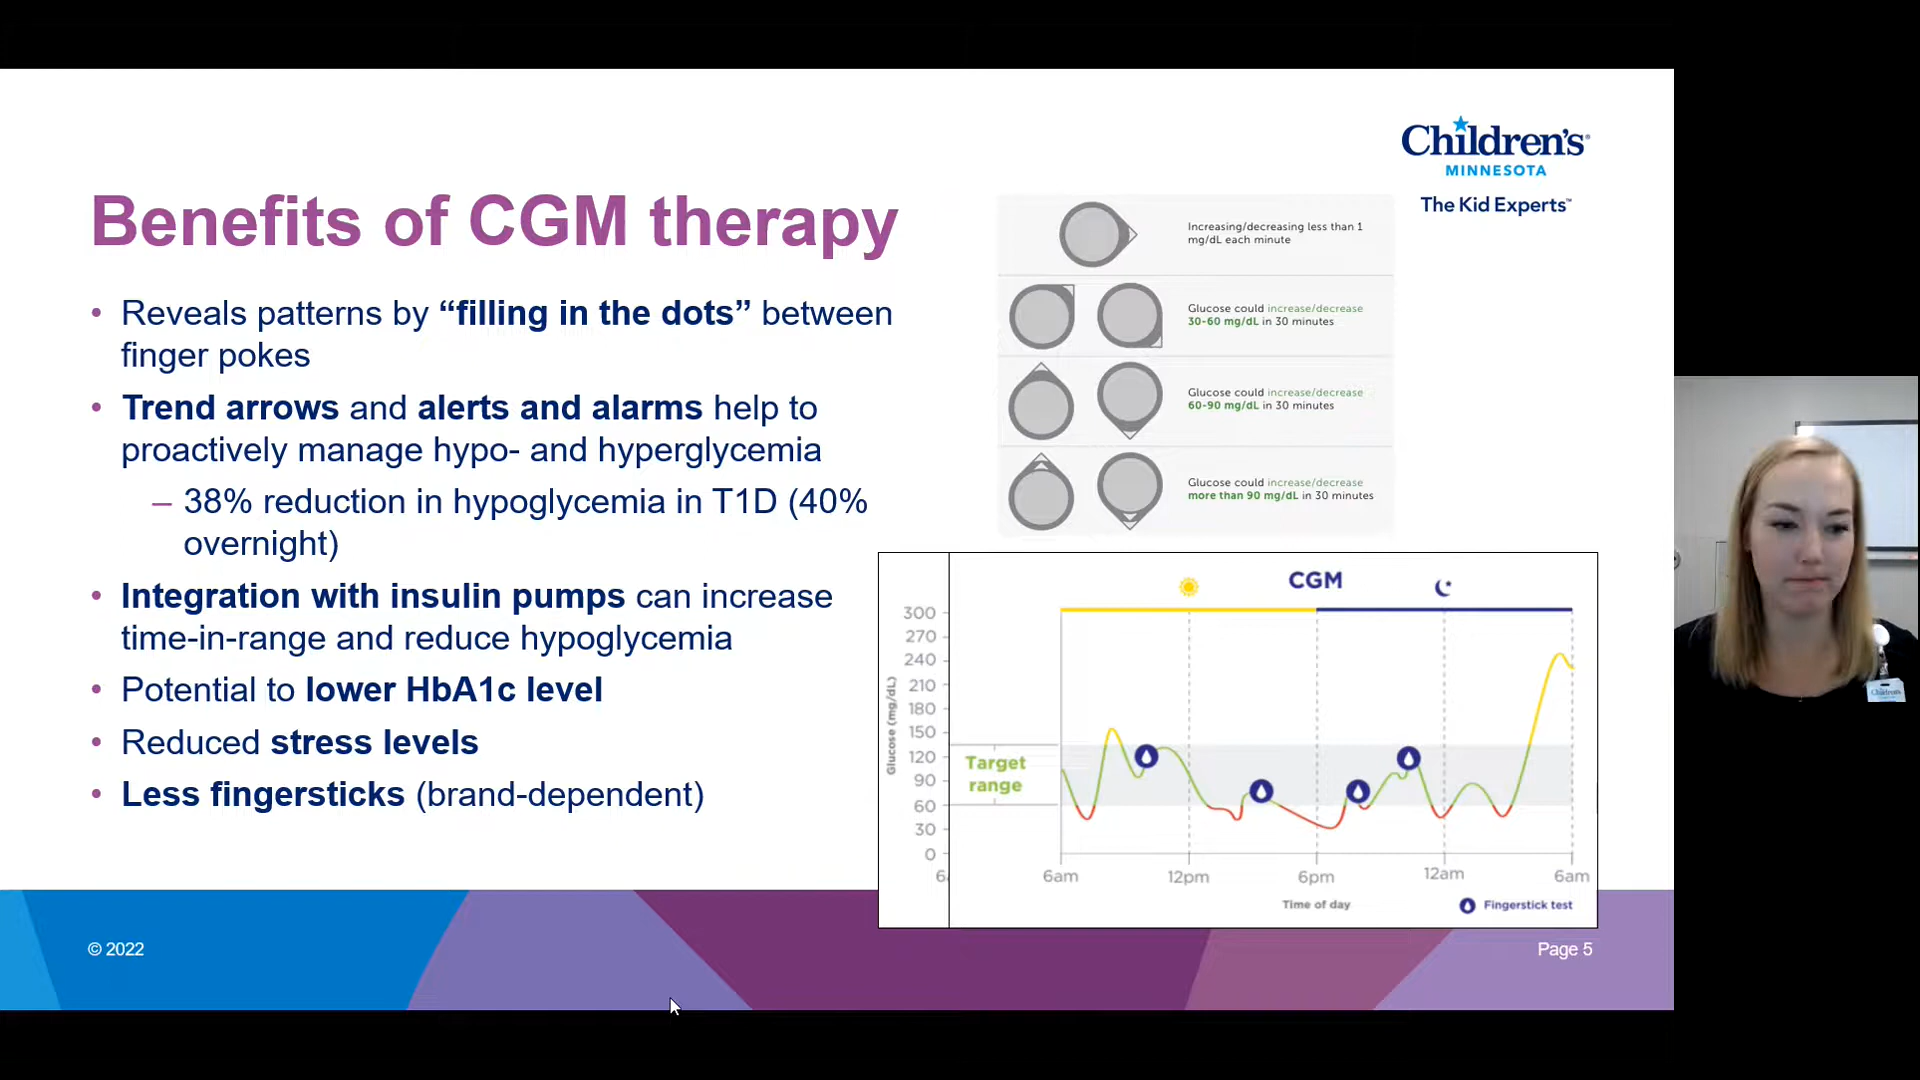 Children's
MINNESOTA
The Kid Experts™
Benefits of CGM therapy
• Reveals patterns by “filling in the dots” between
finger pokes
• Trend arrows and alerts and alarms help to
proactively manage hypo- and hyperglycemia
– 38% reduction in hypoglycemia in T1D (40%
overnight)
• Integration with insulin pumps can increase
time-in-range and reduce hypoglycemia
• Potential to lower HbA1c level
• Reduced stress levels
• Less fingersticks (brand-dependent)
Increasing/decreasing less than 1
mg/dL each minute
Glucose could increase/decrease
30-60 mg/dL in 30 minutes
Glucose could increase/decrease
60-90 mg/dL in 30 minutes
Glucose could increase/decrease
more than 90 mg/dL in 30 minutes
CGM
Glucose (mg/dL)
300
270
240
210
180
150
120
90
60
30
0
Target
range
6am 12pm 6pm 12am 6am
Time of day
Fingerstick test
© 2022
Page 5
Children's